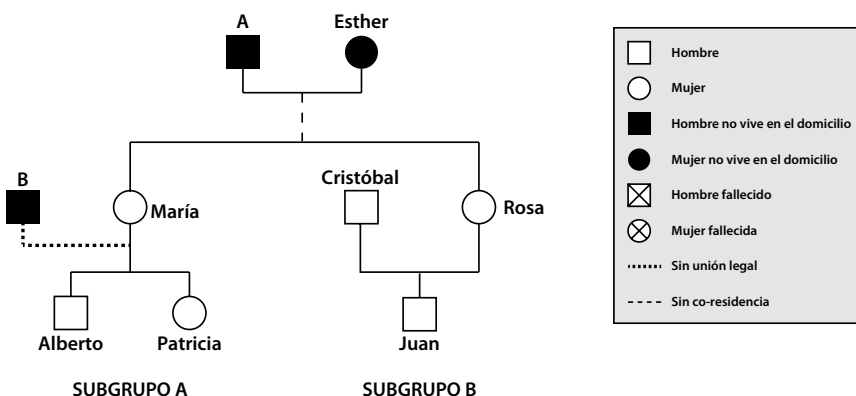 A
Esther
B
María
Cristóbal
Rosa
Alberto
Patricia
Juan
SUBGRUPO A
SUBGRUPO B
Hombre
Mujer
Hombre no vive en el domicilio
Mujer no vive en el domicilio
Hombre fallecido
Mujer fallecida
Sin unión legal
Sin co-residencia